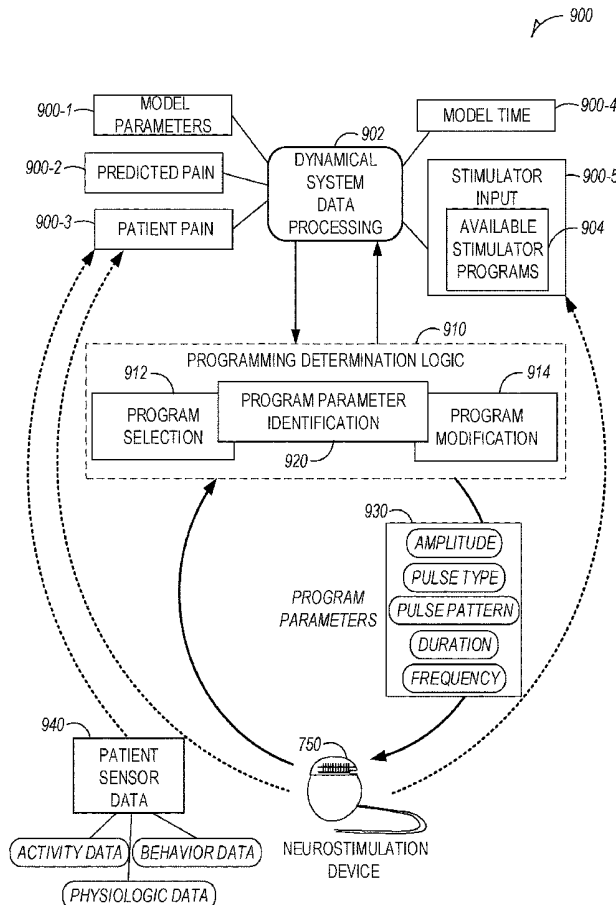 900
900-1
MODEL
PARAMETERS
900-2
PREDICTED PAIN
900-3
PATIENT PAIN
902
DYNAMICAL
SYSTEM
DATA
PROCESSING
900-4
MODEL TIME
900-5
STIMULATOR
INPUT
AVAILABLE
STIMULATOR
PROGRAMS
904
910
PROGRAMMING DETERMINATION LOGIC
912
PROGRAM
SELECTION
PROGRAM PARAMETER
IDENTIFICATION
920
914
PROGRAM
MODIFICATION
930
PROGRAM
PARAMETERS
AMPLITUDE
PULSE TYPE
PULSE PATTERN
DURATION
FREQUENCY
940
PATIENT
SENSOR
DATA
ACTIVITY DATA
BEHAVIOR DATA
PHYSIOLOGIC DATA
750
NEUROSTIMULATION
DEVICE